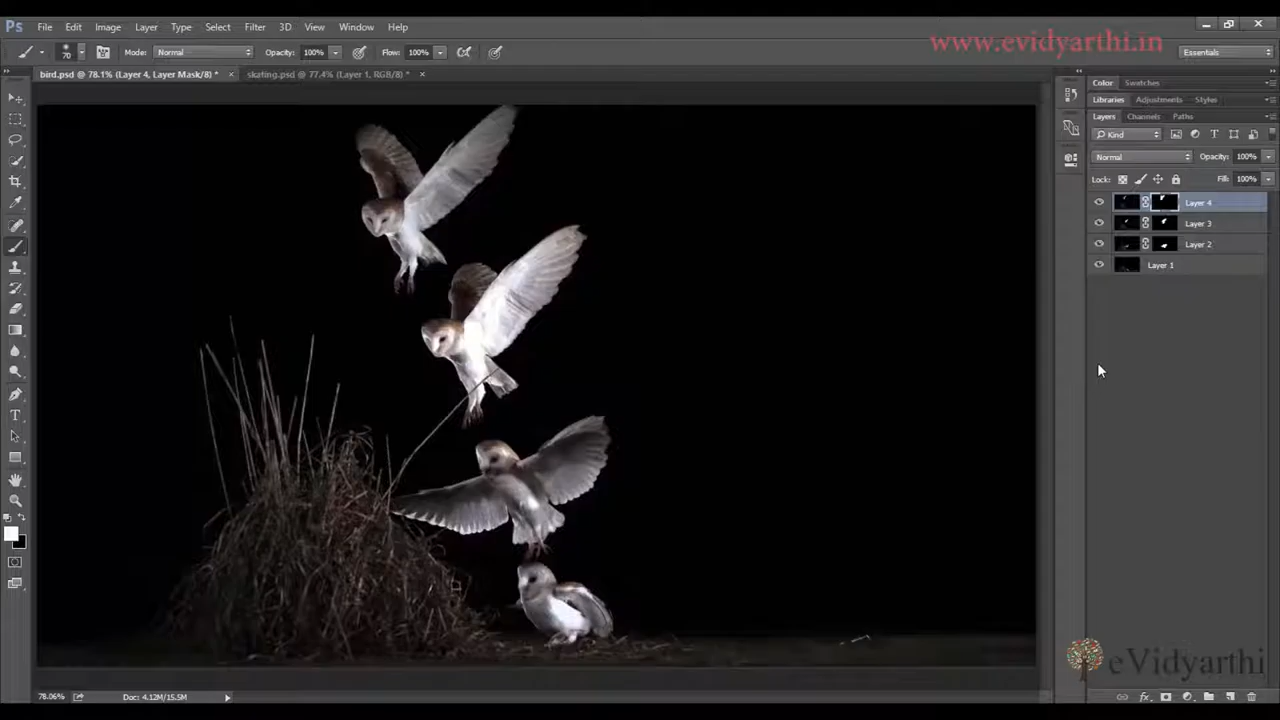 Ps File Edit Image Layer Type Select Filter 3D View Window Help
www.evidyarthi.in
70 Mode: Normal Opacity: 100% Flow: 100% Essentials
bird.psd @ 78.1% (Layer 4, Layer Mask/8) * × skating.psd @ 77.4% (Layer 1, RGB/8) * ×
Color Swatches
Libraries Adjustments Styles
Layers Channels Paths
Kind
Normal Opacity: 100%
Lock: Fill: 100%
Layer 4
Layer 3
Layer 2
Layer 1
eVidyarthi
78.06% Doc: 4.12M/15.5M